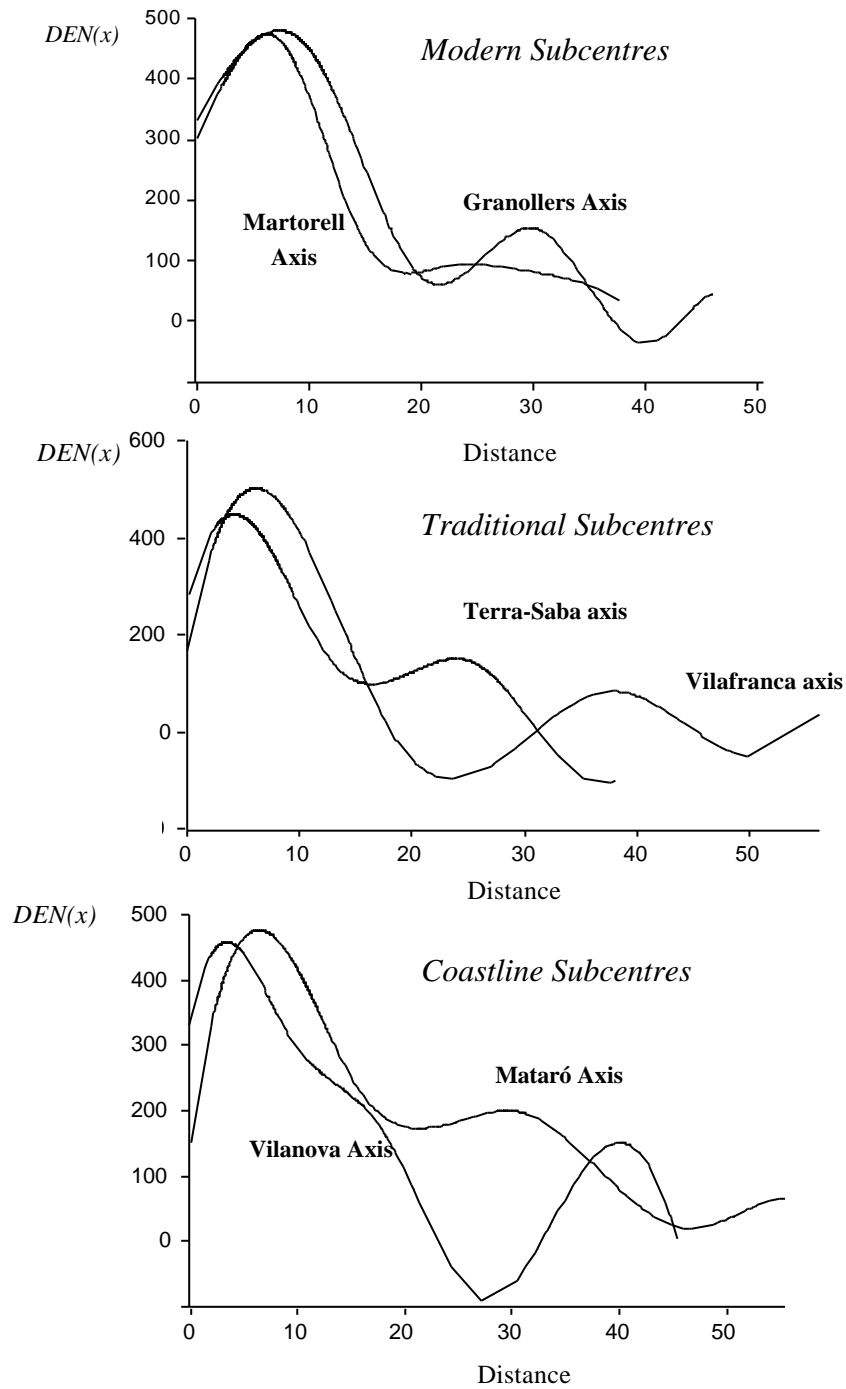 DEN(x)
500
Modern Subcentres
400
300
200
Granollers Axis
Martorell
Axis
100
0
0 10 20 30 40 50
Distance
DEN(x)
600
Traditional Subcentres
400
Terra-Saba axis
200
Vilafranca axis
0
0 10 20 30 40 50
Distance
DEN(x)
500
Coastline Subcentres
400
300
Mataró Axis
200
Vilanova Axis
100
0
0 10 20 30 40 50
Distance